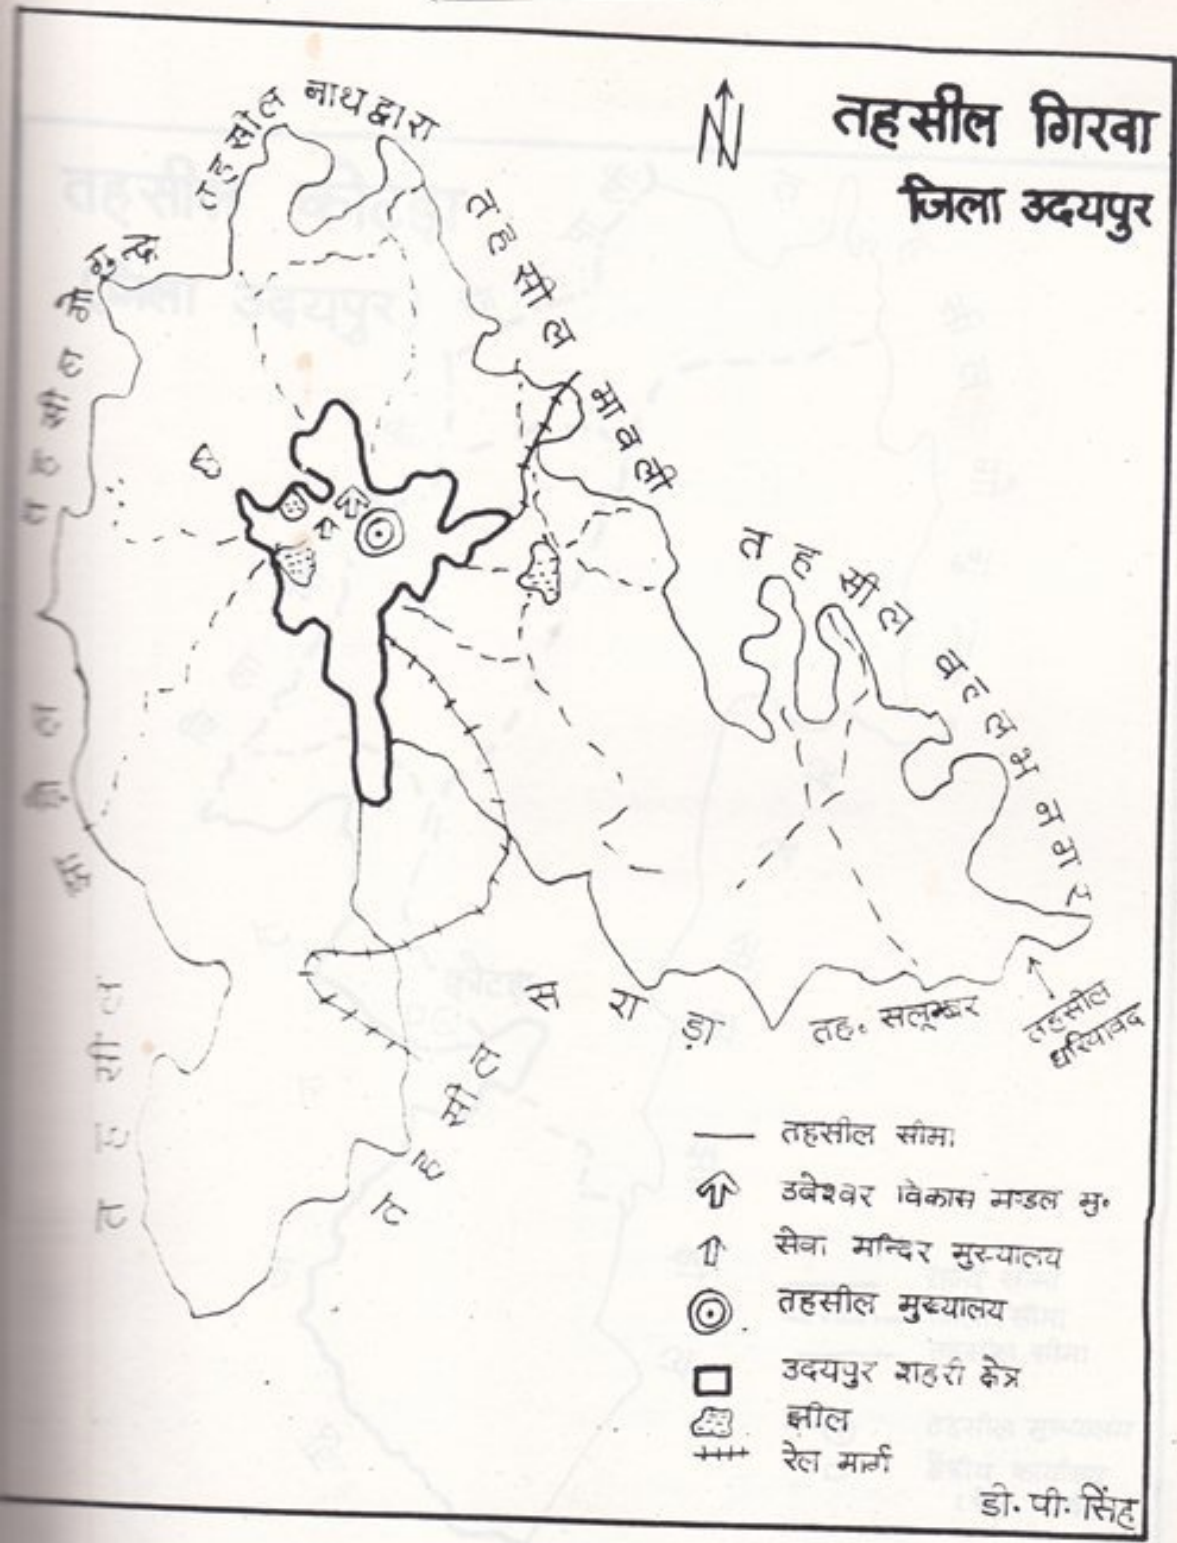 तहसील गिरवा
जिला उदयपुर
N
तहसील नाथद्वारा
तहसील गोगुन्दा
तहसील मावली
तहसील वल्लभनगर
तहसील झाड़ोल
तहसील सराड़ा
तह. सलूम्बर
तहसील
धरियावद
तहसील सीमा
उबेश्वर विकास मण्डल मु.
सेवा मन्दिर मुख्यालय
तहसील मुख्यालय
उदयपुर शहरी क्षेत्र
झील
रेल मार्ग
डी. पी. सिंह